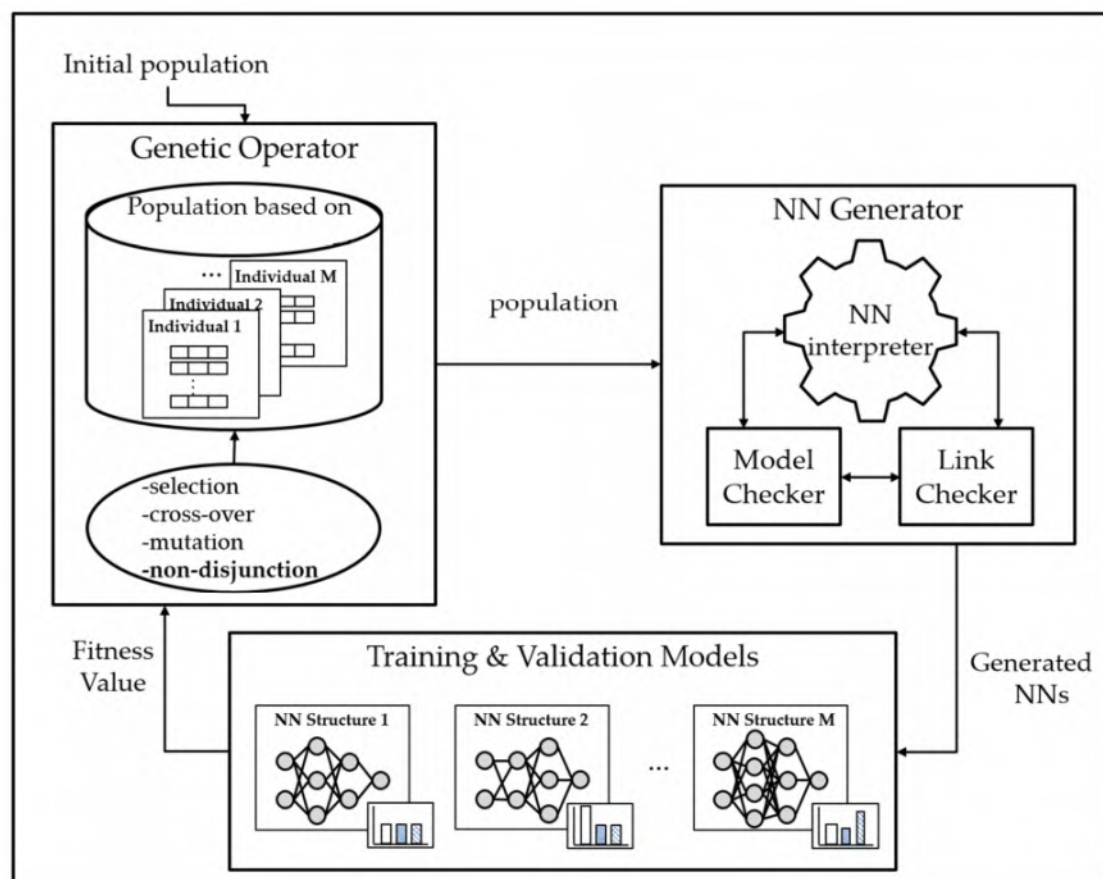 Initial population
Genetic Operator
Population based on
...
Individual M
Individual 2
Individual 1
-selection
-cross-over
-mutation
-non-disjunction
population
NN Generator
NN
interpreter
Model
Checker
Link
Checker
Fitness
Value
Generated
NNs
Training & Validation Models
NN Structure 1
NN Structure 2
...
NN Structure M